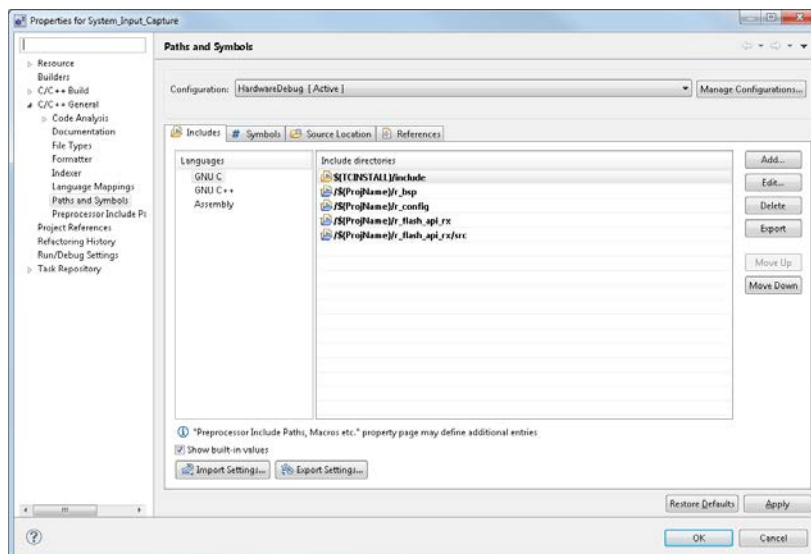 Properties for System_Input_Capture
Paths and Symbols
Resource
Builders
C/C++ Build
C/C++ General
Code Analysis
Documentation
File Types
Formatter
Indexer
Language Mappings
Paths and Symbols
Preprocessor Include Pa
Project References
Refactoring History
Run/Debug Settings
Task Repository
Configuration: HardwareDebug [ Active ]
Manage Configurations...
Includes # Symbols Source Location References
Languages
GNU C
GNU C++
Assembly
Include directories
${TCINSTALL}/include
/${ProjName}/r_bsp
/${ProjName}/r_config
/${ProjName}/r_flash_api_rx
/${ProjName}/r_flash_api_rx/src
Add...
Edit...
Delete
Export
Move Up
Move Down
"Preprocessor Include Paths, Macros etc." property page may define additional entries
Show built-in values
Import Settings... Export Settings...
Restore Defaults Apply
OK Cancel